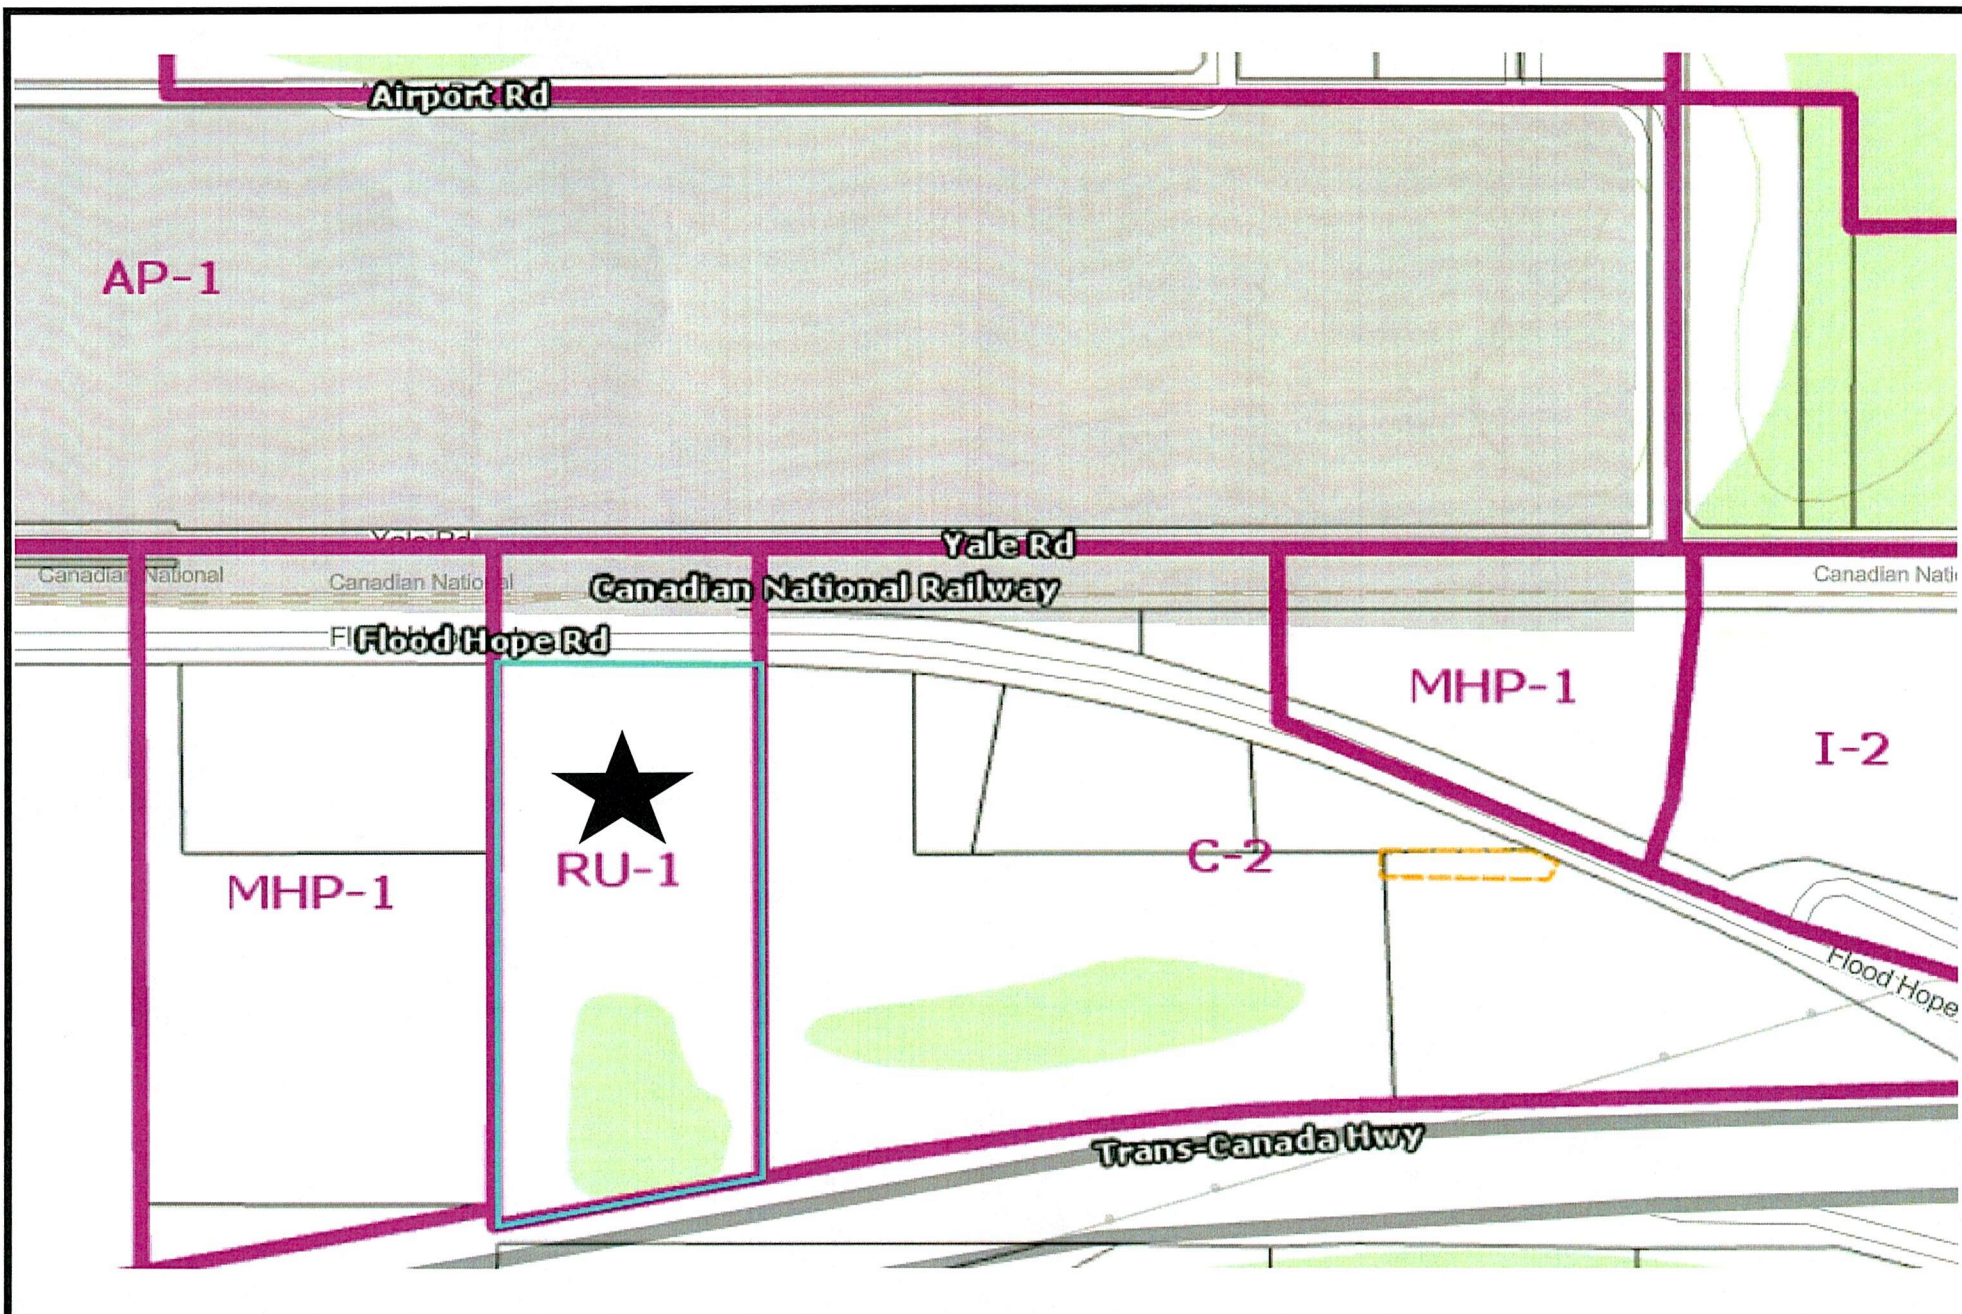 Airport Rd
AP-1
Yale Rd
Yale Rd
Canadian National
Canadian National
Canadian National Railway
Canadian Nati
Flood Hope Rd
MHP-1
I-2
C-2
RU-1
MHP-1
Flood Hope
Trans-Canada Hwy